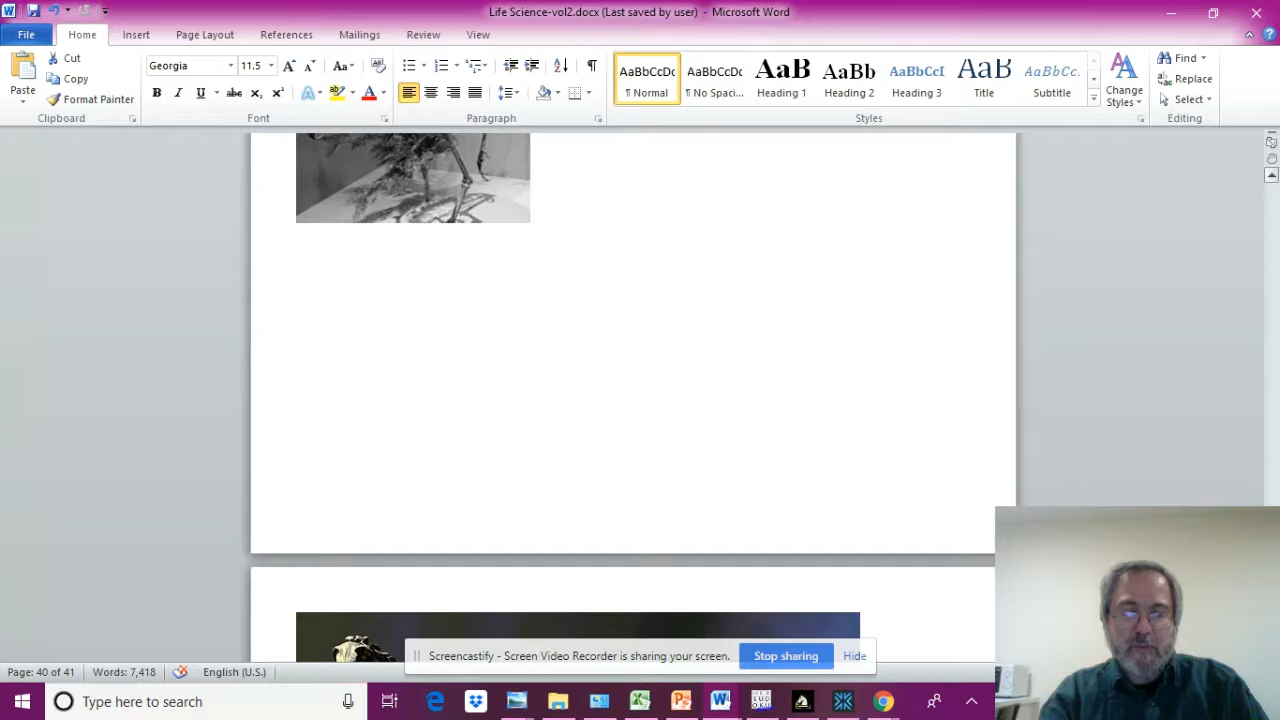 Life Science-vol2.docx (Last saved by user) - Microsoft Word
File Home Insert Page Layout References Mailings Review View
Paste
Cut
Copy
Format Painter
Clipboard
Georgia 11.5
Font
Paragraph
AaBbCcDc AaBbCcDc AaB AaBb AaBbCcI AaB AaBbCc.
¶ Normal ¶ No Spaci... Heading 1 Heading 2 Heading 3 Title Subtitle
Change Styles
Styles
Find
Replace
Select
Editing
Screencastify - Screen Video Recorder is sharing your screen. Stop sharing Hide
Page: 40 of 41 Words: 7,418 English (U.S.)
Type here to search